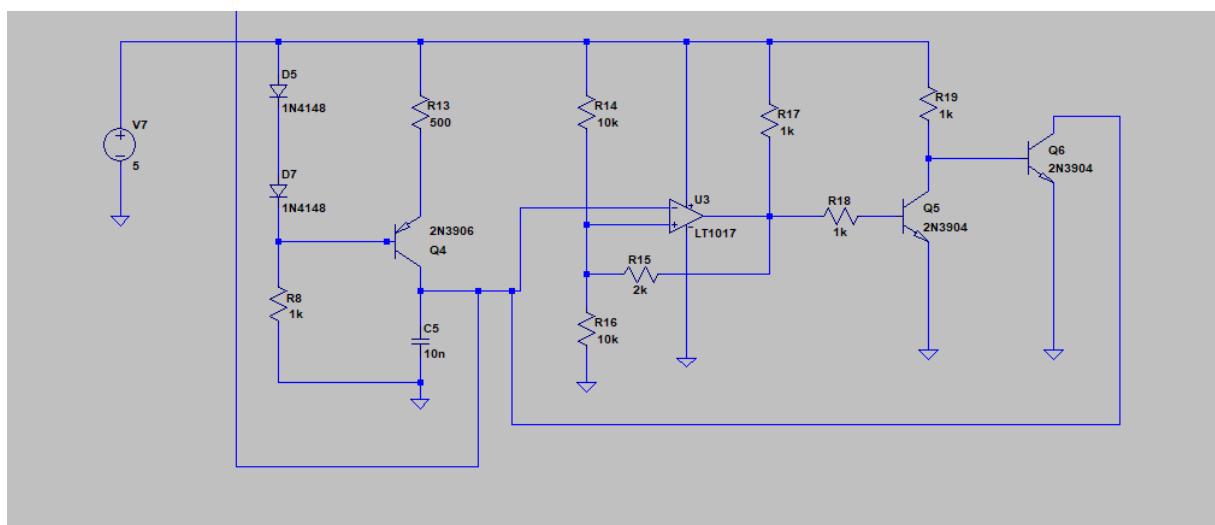 D5
1N4148
R13
500
R14
10k
R17
1k
R19
1k
V7
5
Q6
2N3904
D7
1N4148
U3
LT1017
R18
1k
Q5
2N3904
2N3906
Q4
R15
2k
R8
1k
R16
10k
C5
10n